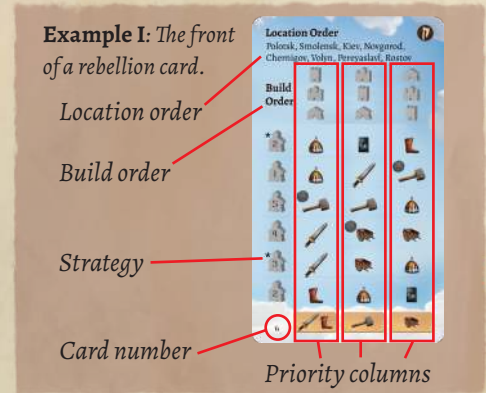 Example I: The front
of a rebellion card.
Location order
Build order
Strategy
Card number
Location Order
Polotsk, Smolensk, Kiev, Novgorod,
Chernigov, Volyn, Pereyaslavl, Rostov
Build
Order
6
Priority columns